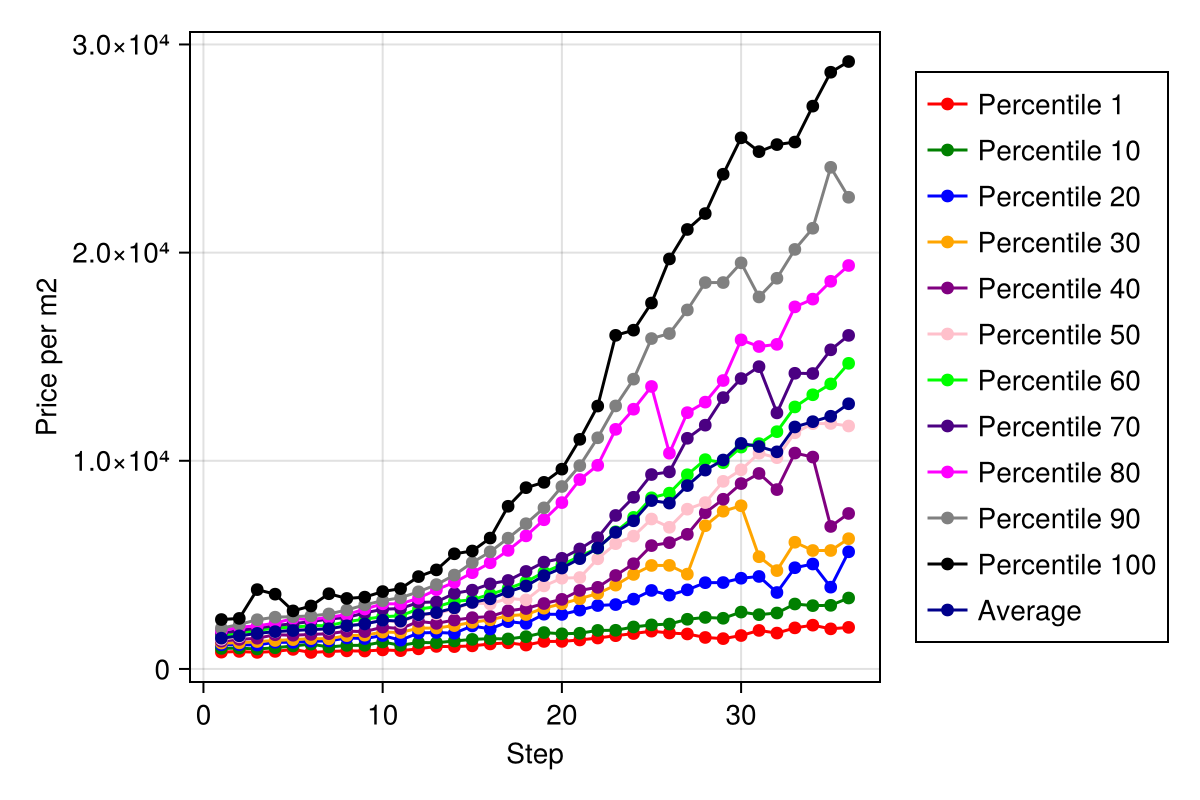 3.0×10⁴
2.0×10⁴
1.0×10⁴
0
Price per m2
0 10 20 30
Step
Percentile 1
Percentile 10
Percentile 20
Percentile 30
Percentile 40
Percentile 50
Percentile 60
Percentile 70
Percentile 80
Percentile 90
Percentile 100
Average